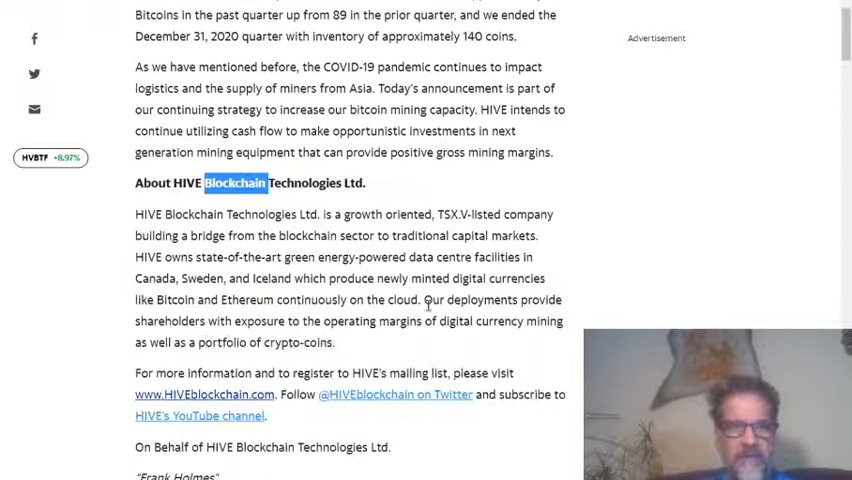 Bitcoins in the past quarter up from 89 in the prior quarter, and we ended the
December 31, 2020 quarter with inventory of approximately 140 coins.
Advertisement
As we have mentioned before, the COVID-19 pandemic continues to impact
logistics and the supply of miners from Asia. Today's announcement is part of
our continuing strategy to increase our bitcoin mining capacity. HIVE intends to
continue utilizing cash flow to make opportunistic investments in next
generation mining equipment that can provide positive gross mining margins.
HVBTF +8.97%
About HIVE Blockchain Technologies Ltd.
HIVE Blockchain Technologies Ltd. is a growth oriented, TSX.V-listed company
building a bridge from the blockchain sector to traditional capital markets.
HIVE owns state-of-the-art green energy-powered data centre facilities in
Canada, Sweden, and Iceland which produce newly minted digital currencies
like Bitcoin and Ethereum continuously on the cloud. Our deployments provide
shareholders with exposure to the operating margins of digital currency mining
as well as a portfolio of crypto-coins.
For more information and to register to HIVE's mailing list, please visit
www.HIVEblockchain.com. Follow @HIVEblockchain on Twitter and subscribe to
HIVE's YouTube channel.
On Behalf of HIVE Blockchain Technologies Ltd.
"Frank Holmes"